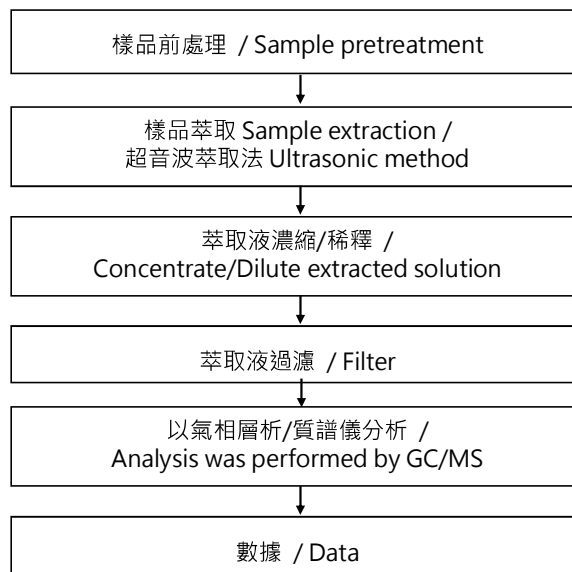 樣品前處理 / Sample pretreatment
樣品萃取 Sample extraction /
超音波萃取法 Ultrasonic method
萃取液濃縮/稀釋 /
Concentrate/Dilute extracted solution
萃取液過濾 / Filter
以氣相層析/質譜儀分析 /
Analysis was performed by GC/MS
數據 / Data